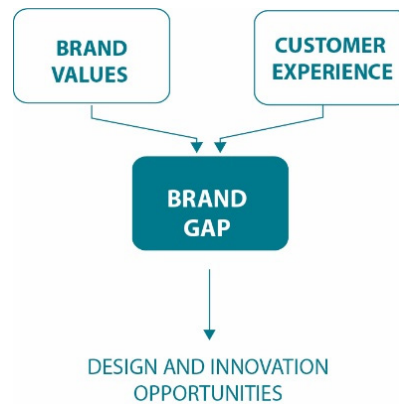 BRAND
VALUES
CUSTOMER
EXPERIENCE
BRAND
GAP
DESIGN AND INNOVATION
OPPORTUNITIES